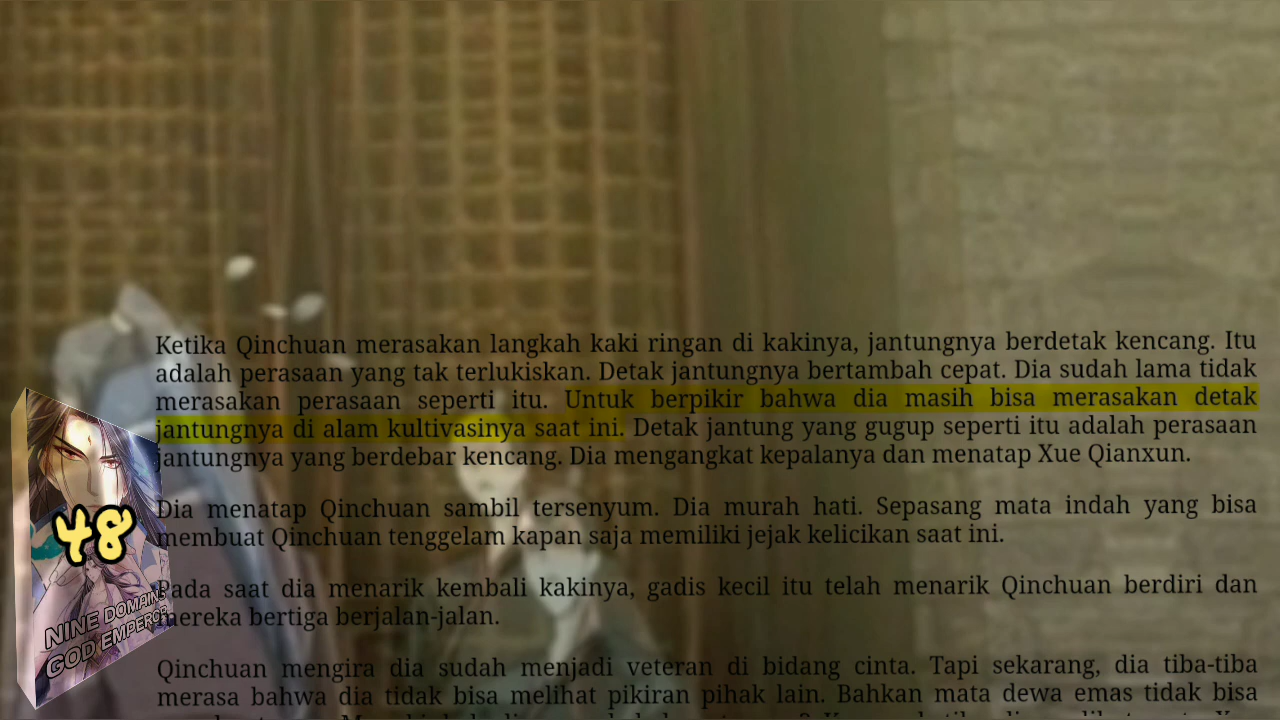 Ketika Qinchuan merasakan langkah kaki ringan di kakinya, jantungnya berdetak kencang. Itu
adalah perasaan yang tak terlukiskan. Detak jantungnya bertambah cepat. Dia sudah lama tidak
merasakan perasaan seperti itu. Untuk berpikir bahwa dia masih bisa merasakan detak
jantungnya di alam kultivasinya saat ini. Detak jantung yang gugup seperti itu adalah perasaan
jantungnya yang berdebar kencang. Dia mengangkat kepalanya dan menatap Xue Qianxun.
Dia menatap Qinchuan sambil tersenyum. Dia murah hati. Sepasang mata indah yang bisa
membuat Qinchuan tenggelam kapan saja memiliki jejak kelicikan saat ini.
Pada saat dia menarik kembali kakinya, gadis kecil itu telah menarik Qinchuan berdiri dan
mereka bertiga berjalan-jalan.
Qinchuan mengira dia sudah menjadi veteran di bidang cinta. Tapi sekarang, dia tiba-tiba
merasa bahwa dia tidak bisa melihat pikiran pihak lain. Bahkan mata dewa emas tidak bisa
48
NINE DOMAINS
GOD EMPEROR